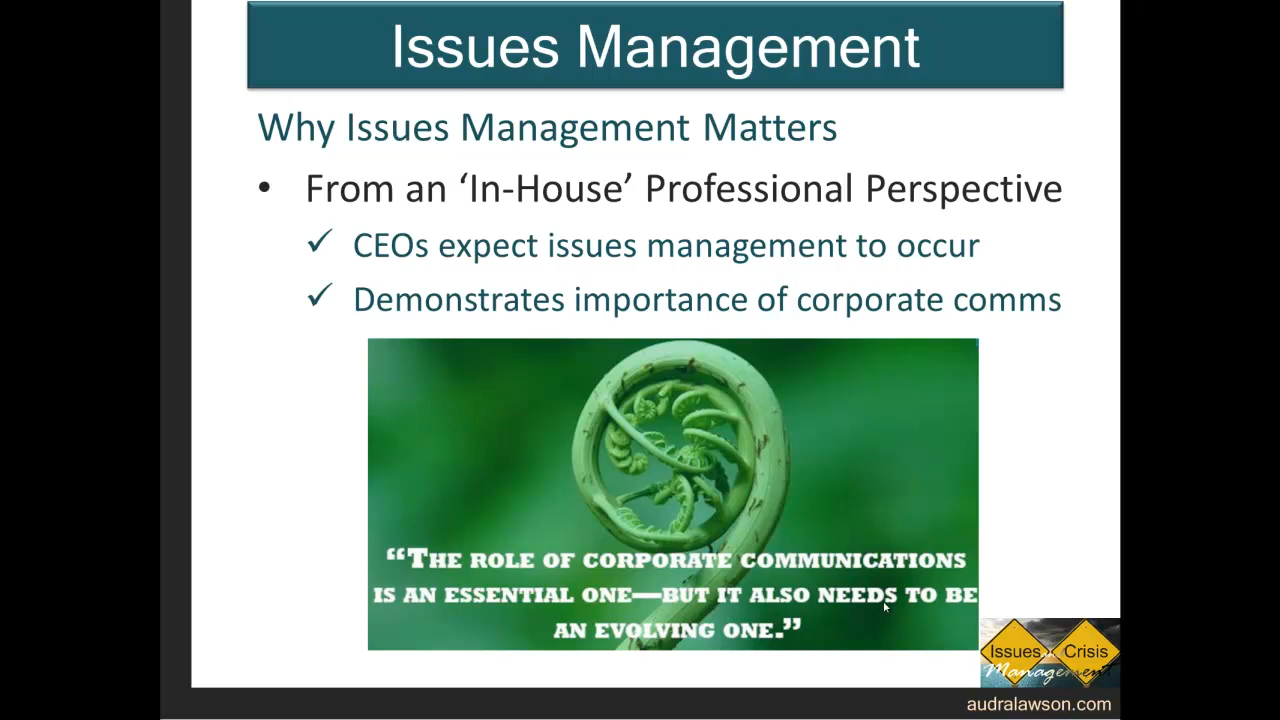 Issues Management
Why Issues Management Matters
• From an ‘In-House’ Professional Perspective
✓ CEOs expect issues management to occur
✓ Demonstrates importance of corporate comms
“The role of corporate communications
is an essential one—but it also needs to be
an evolving one.”
Issues Crisis
Management
audralawson.com